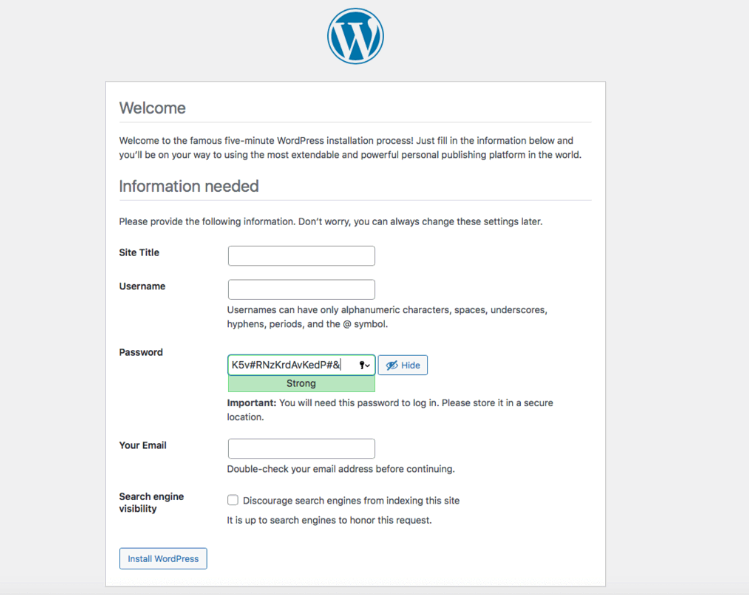 Welcome
Welcome to the famous five-minute WordPress installation process! Just fill in the information below and
you'll be on your way to using the most extendable and powerful personal publishing platform in the world.
Information needed
Please provide the following information. Don't worry, you can always change these settings later.
Site Title
Username
Usernames can have only alphanumeric characters, spaces, underscores,
hyphens, periods, and the @ symbol.
Password
K5v#RNzKrdAvKedP#&
Hide
Strong
Important: You will need this password to log in. Please store it in a secure
location.
Your Email
Double-check your email address before continuing.
Search engine
visibility
Discourage search engines from indexing this site
It is up to search engines to honor this request.
Install WordPress